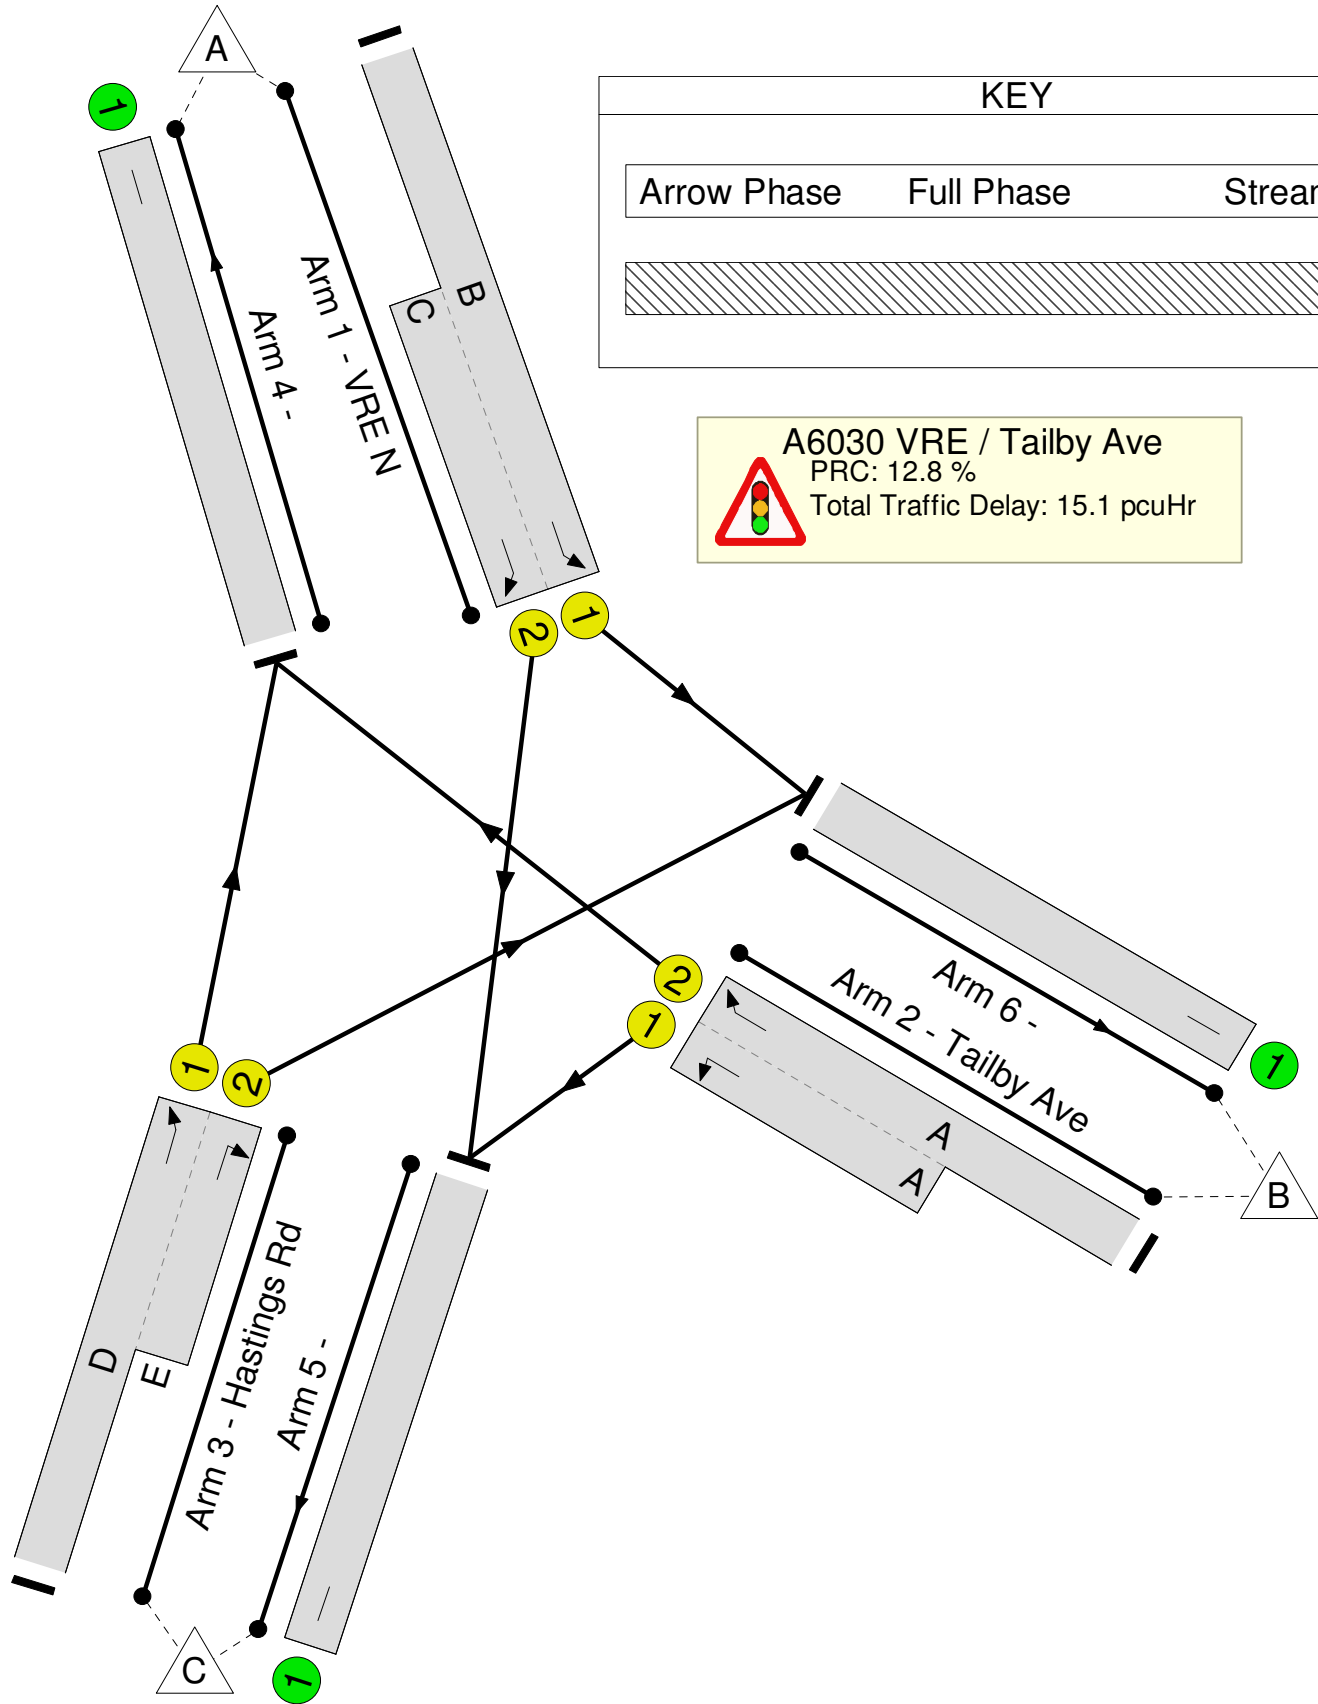 A
1
KEY
Arrow Phase Full Phase Strear
B
C
Arm 1 - VRE N
Arm 4 -
A6030 VRE / Tailby Ave
PRC: 12.8 %
Total Traffic Delay: 15.1 pcuHr
2
1
2
1
Arm 6 -
Arm 2 - Tailby Ave
1
1
2
A
A
B
D
E
Arm 3 - Hastings Rd
Arm 5 -
C
1